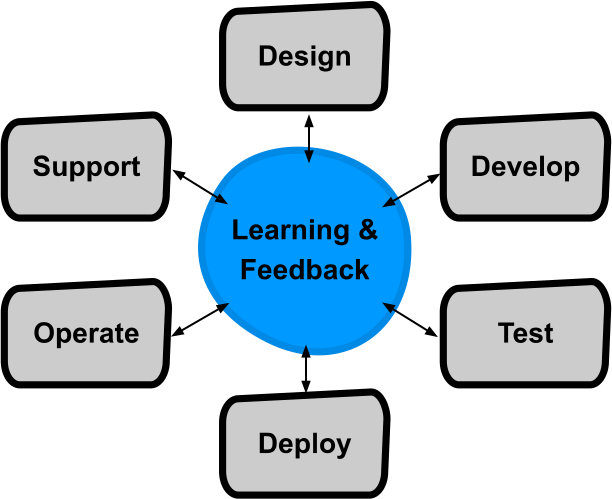 Design
Support
Develop
Learning &
Feedback
Operate
Test
Deploy